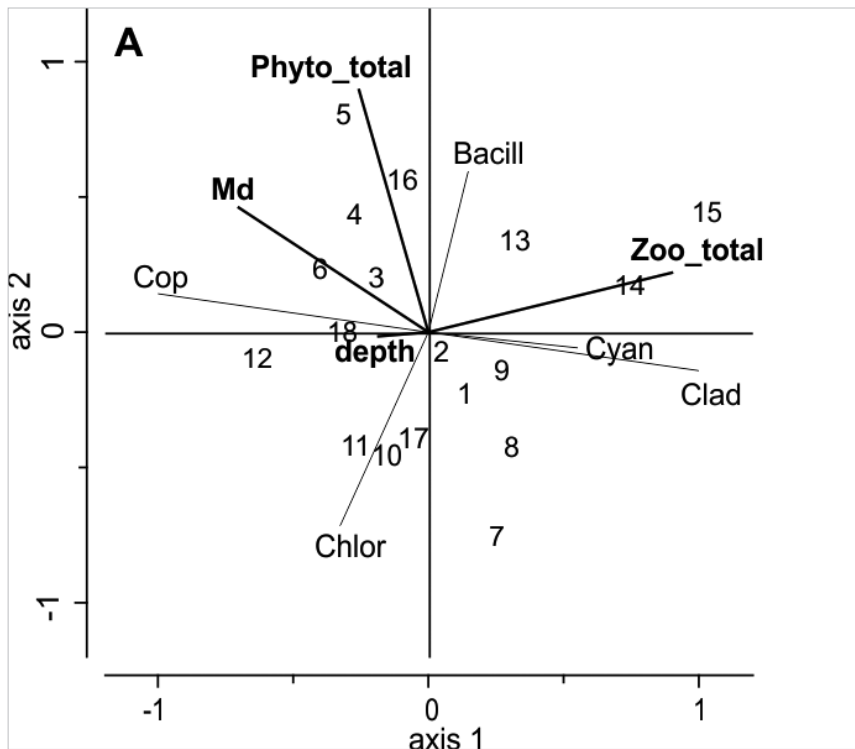 A
Phyto_total
1
5
Bacill
16
Md
4
15
13
Zoo_total
6
3
Cop
14
axis 2
0
18
depth
2
Cyan
12
9
1
Clad
11
10
17
8
7
Chlor
-1
-1
0
1
axis 1